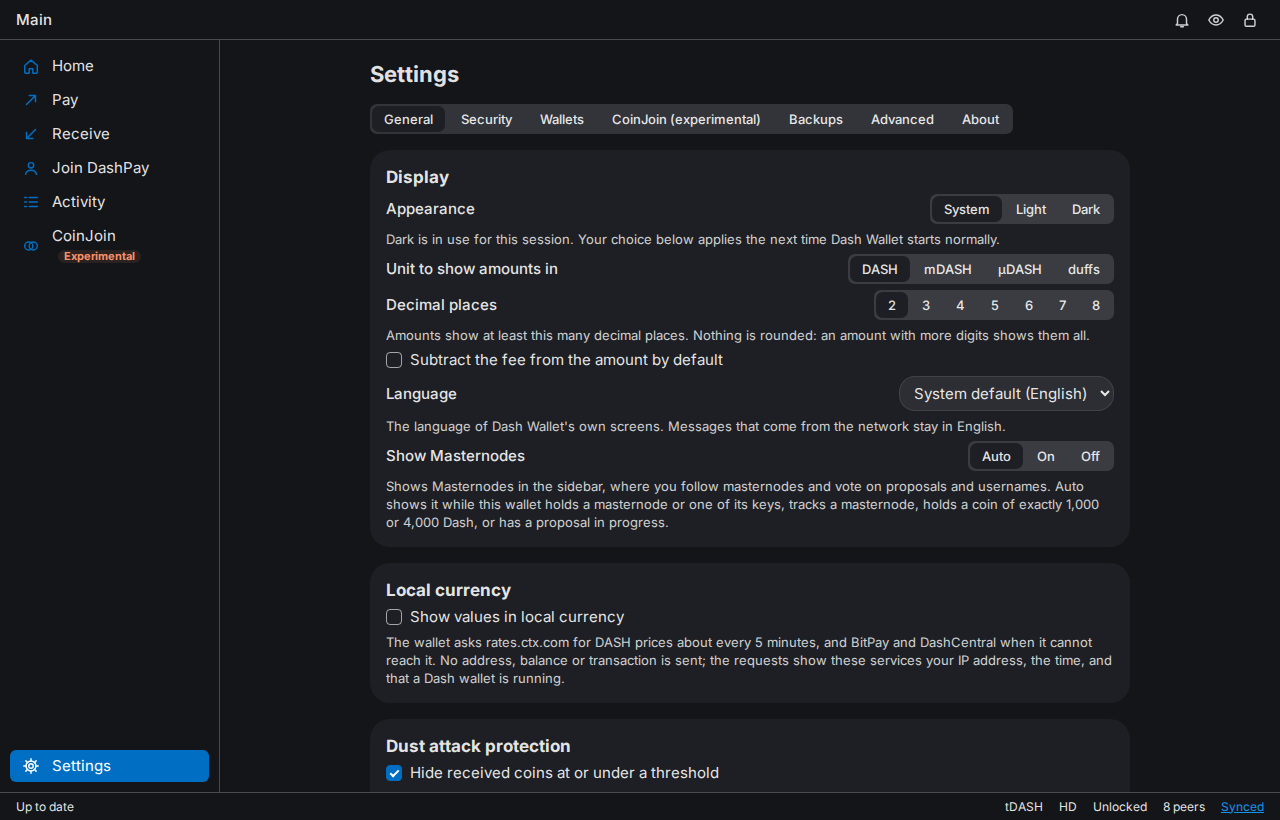 Main
Home
Pay
Receive
Join DashPay
Activity
CoinJoin
Experimental
Settings
Settings
General Security Wallets CoinJoin (experimental) Backups Advanced About
Display
Appearance System Light Dark
Dark is in use for this session. Your choice below applies the next time Dash Wallet starts normally.
Unit to show amounts in DASH mDASH µDASH duffs
Decimal places 2 3 4 5 6 7 8
Amounts show at least this many decimal places. Nothing is rounded: an amount with more digits shows them all.
Subtract the fee from the amount by default
Language System default (English)
The language of Dash Wallet's own screens. Messages that come from the network stay in English.
Show Masternodes Auto On Off
Shows Masternodes in the sidebar, where you follow masternodes and vote on proposals and usernames. Auto
shows it while this wallet holds a masternode or one of its keys, tracks a masternode, holds a coin of exactly 1,000
or 4,000 Dash, or has a proposal in progress.
Local currency
Show values in local currency
The wallet asks rates.ctx.com for DASH prices about every 5 minutes, and BitPay and DashCentral when it cannot
reach it. No address, balance or transaction is sent; the requests show these services your IP address, the time, and
that a Dash wallet is running.
Dust attack protection
Hide received coins at or under a threshold
Up to date tDASH HD Unlocked 8 peers Synced